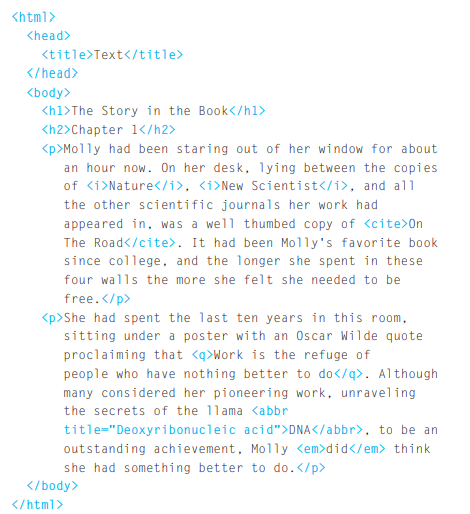 <html>
<head>
<title>Text</title>
</head>
<body>
<h1>The Story in the Book</h1>
<h2>Chapter 1</h2>
<p>Molly had been staring out of her window for about
an hour now. On her desk, lying between the copies
of <i>Nature</i>, <i>New Scientist</i>, and all
the other scientific journals her work had
appeared in, was a well thumbed copy of <cite>On
The Road</cite>. It had been Molly's favorite book
since college, and the longer she spent in these
four walls the more she felt she needed to be
free.</p>
<p>She had spent the last ten years in this room,
sitting under a poster with an Oscar Wilde quote
proclaiming that <q>Work is the refuge of
people who have nothing better to do</q>. Although
many considered her pioneering work, unraveling
the secrets of the llama <abbr
title="Deoxyribonucleic acid">DNA</abbr>, to be an
outstanding achievement, Molly <em>did</em> think
she had something better to do.</p>
</body>
</html>